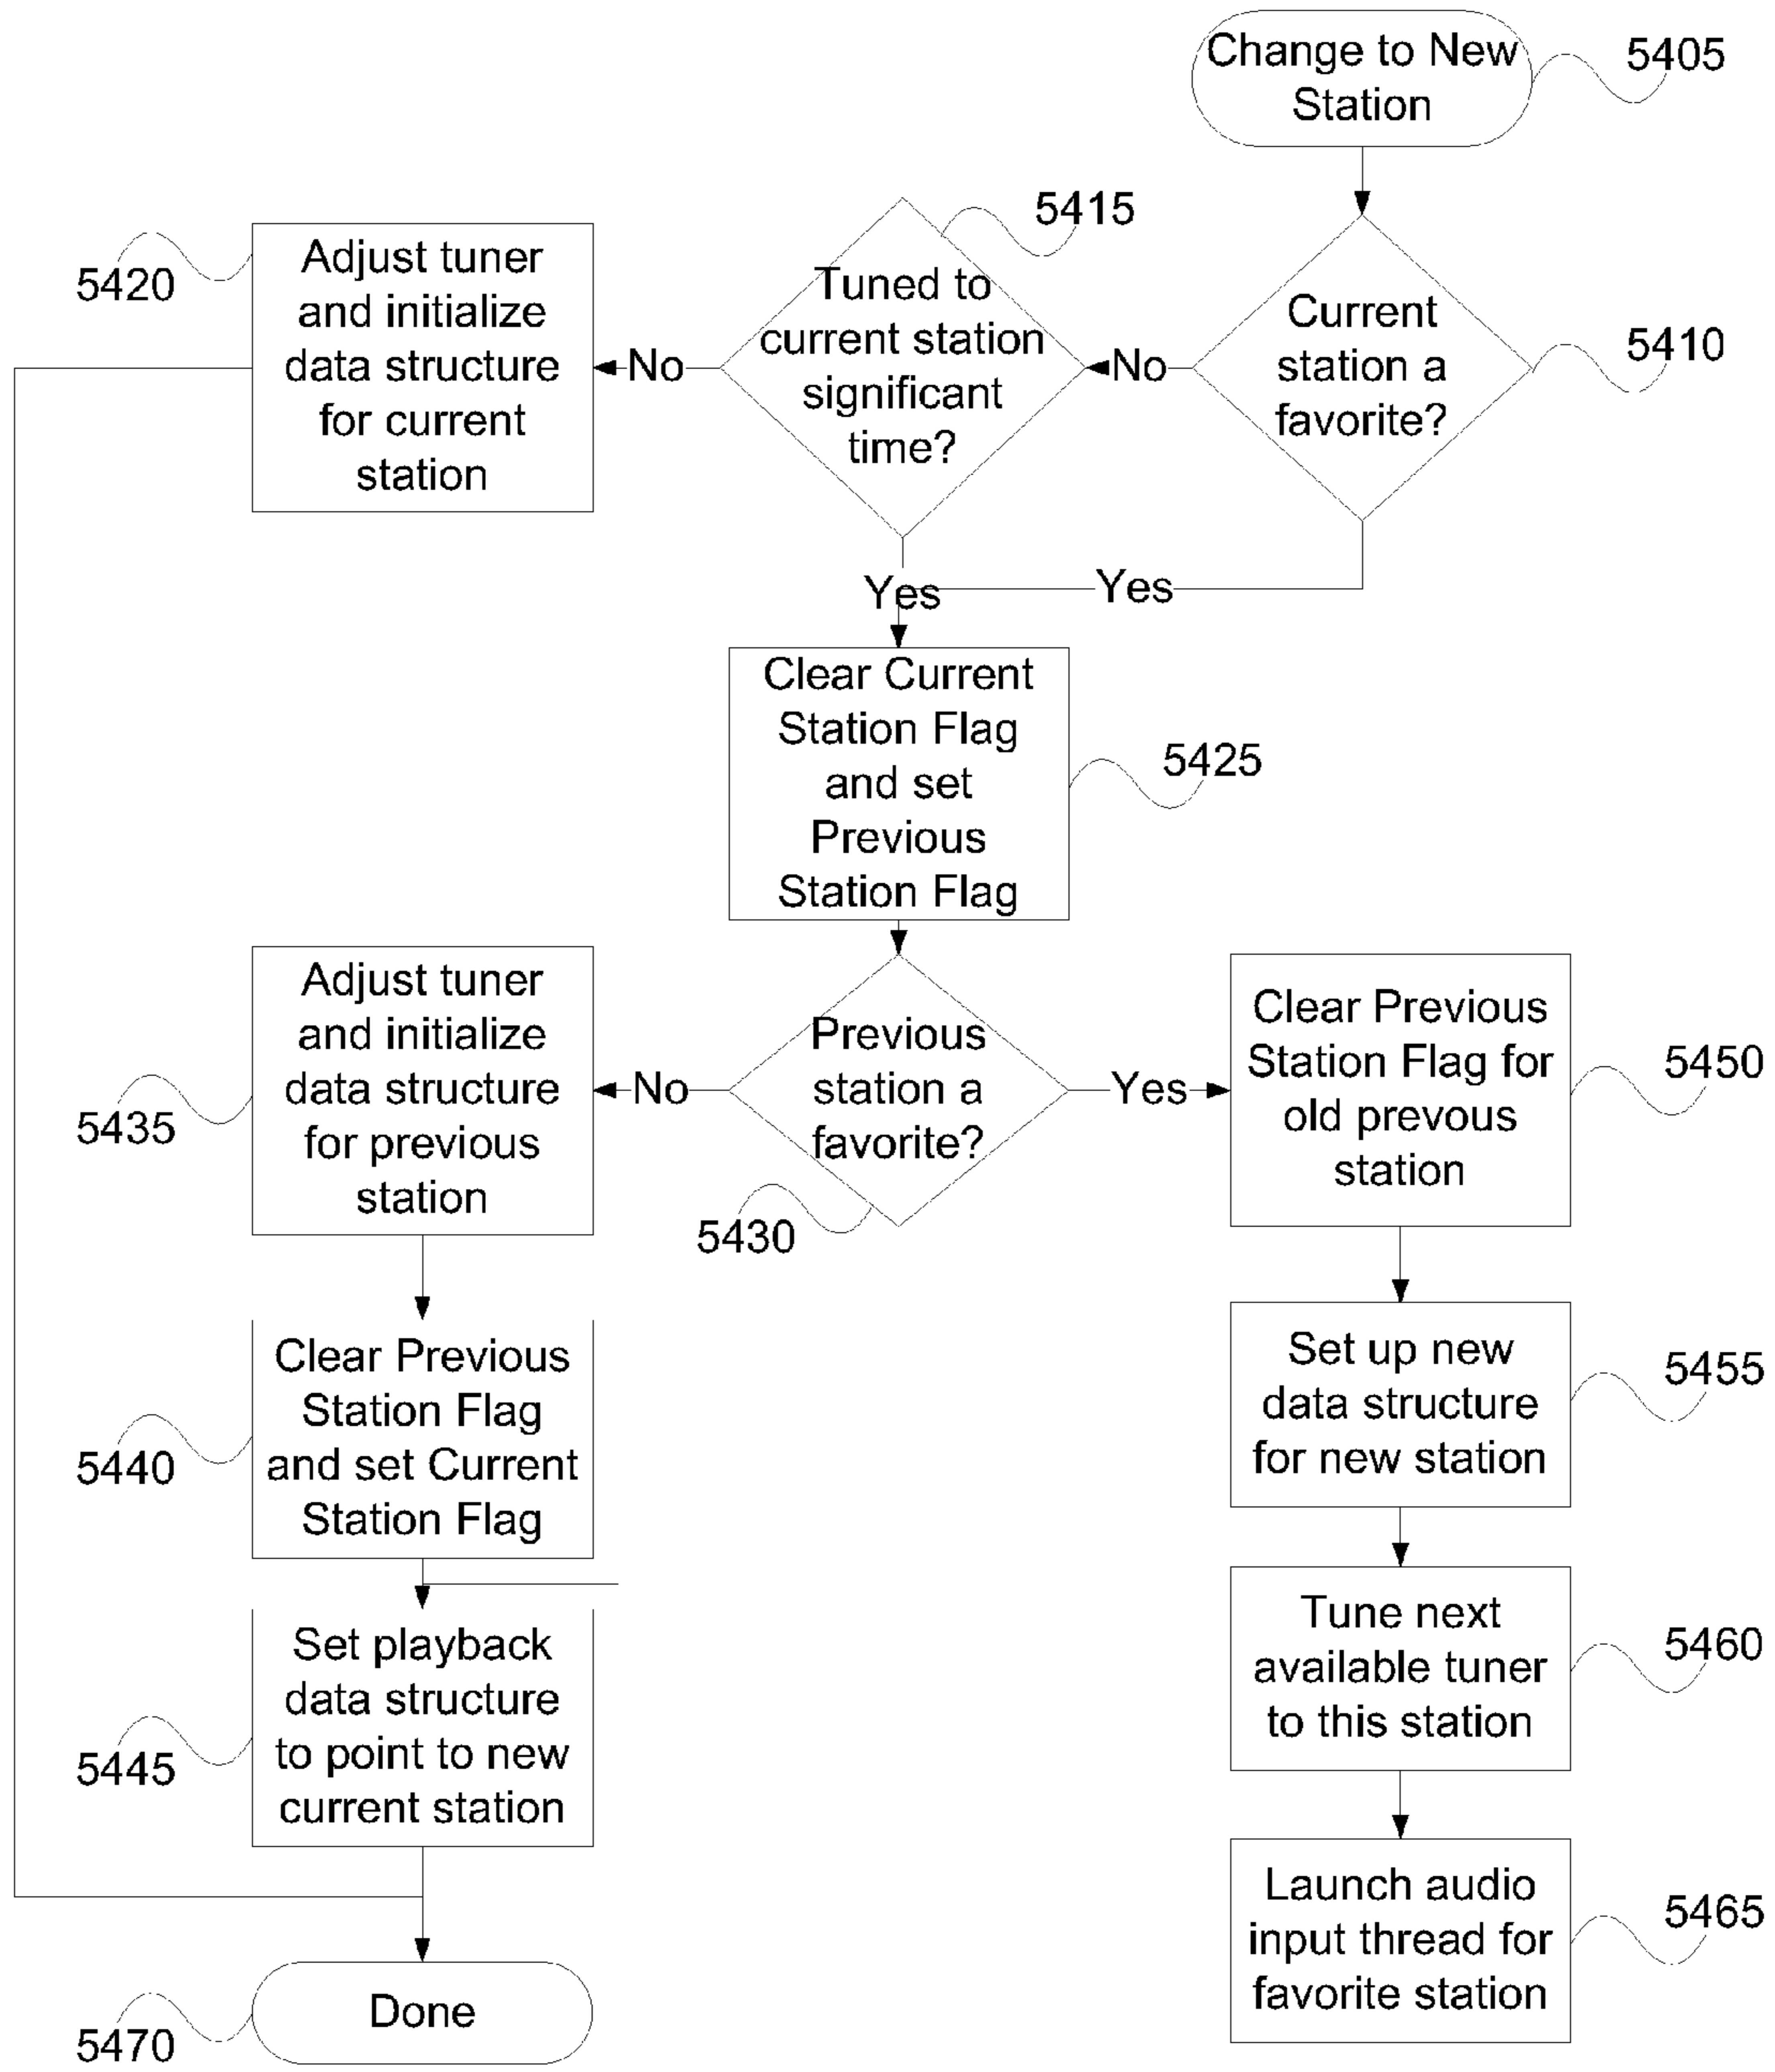 Change to New
Station
5405
5415
5420
Adjust tuner
and initialize
data structure
for current
station
No
Tuned to
current station
significant
time?
No
Current
station a
favorite?
5410
Yes
Yes
Clear Current
Station Flag
and set
Previous
Station Flag
5425
Adjust tuner
and initialize
data structure
for previous
station
5435
No
Previous
station a
favorite?
5430
Yes
Clear Previous
Station Flag for
old prevous
station
5450
Clear Previous
Station Flag
and set Current
Station Flag
5440
Set up new
data structure
for new station
5455
Set playback
data structure
to point to new
current station
5445
Tune next
available tuner
to this station
5460
Launch audio
input thread for
favorite station
5465
Done
5470